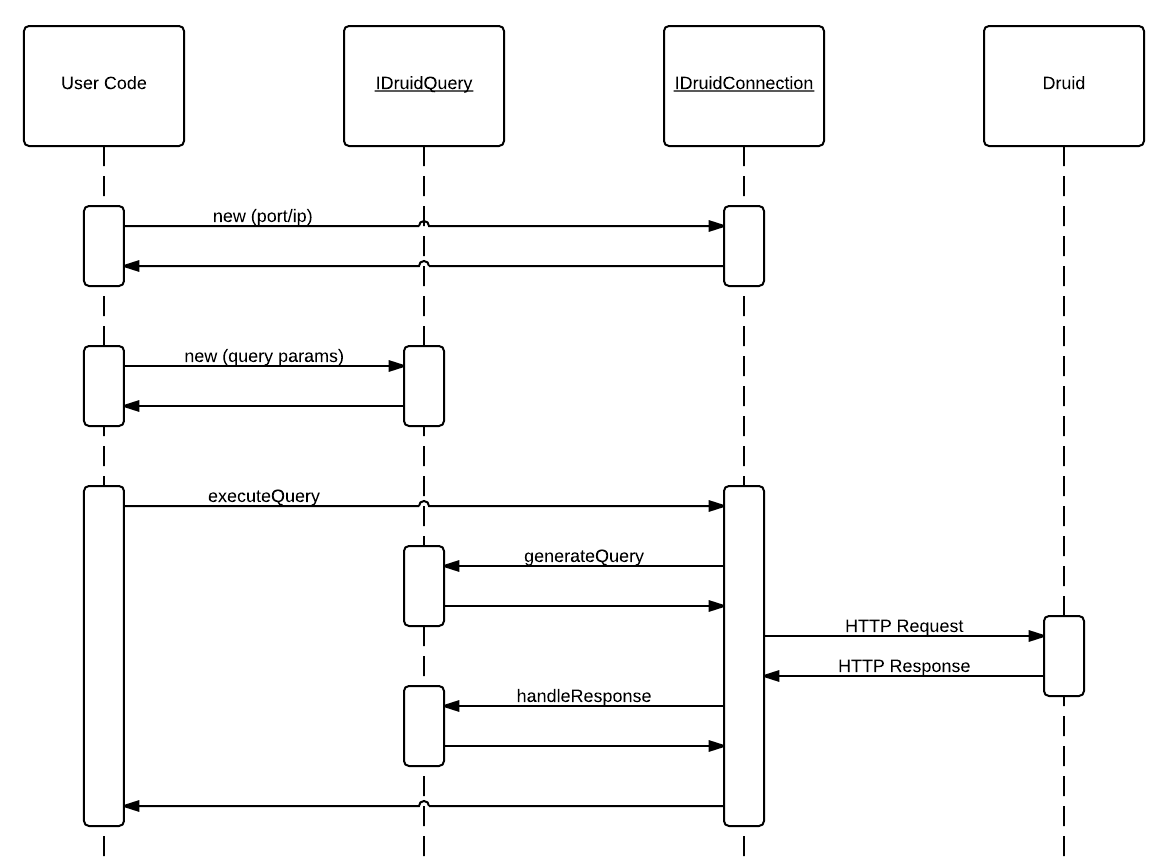 User Code
IDruidQuery
IDruidConnection
Druid
new (port/ip)
new (query params)
executeQuery
generateQuery
HTTP Request
HTTP Response
handleResponse